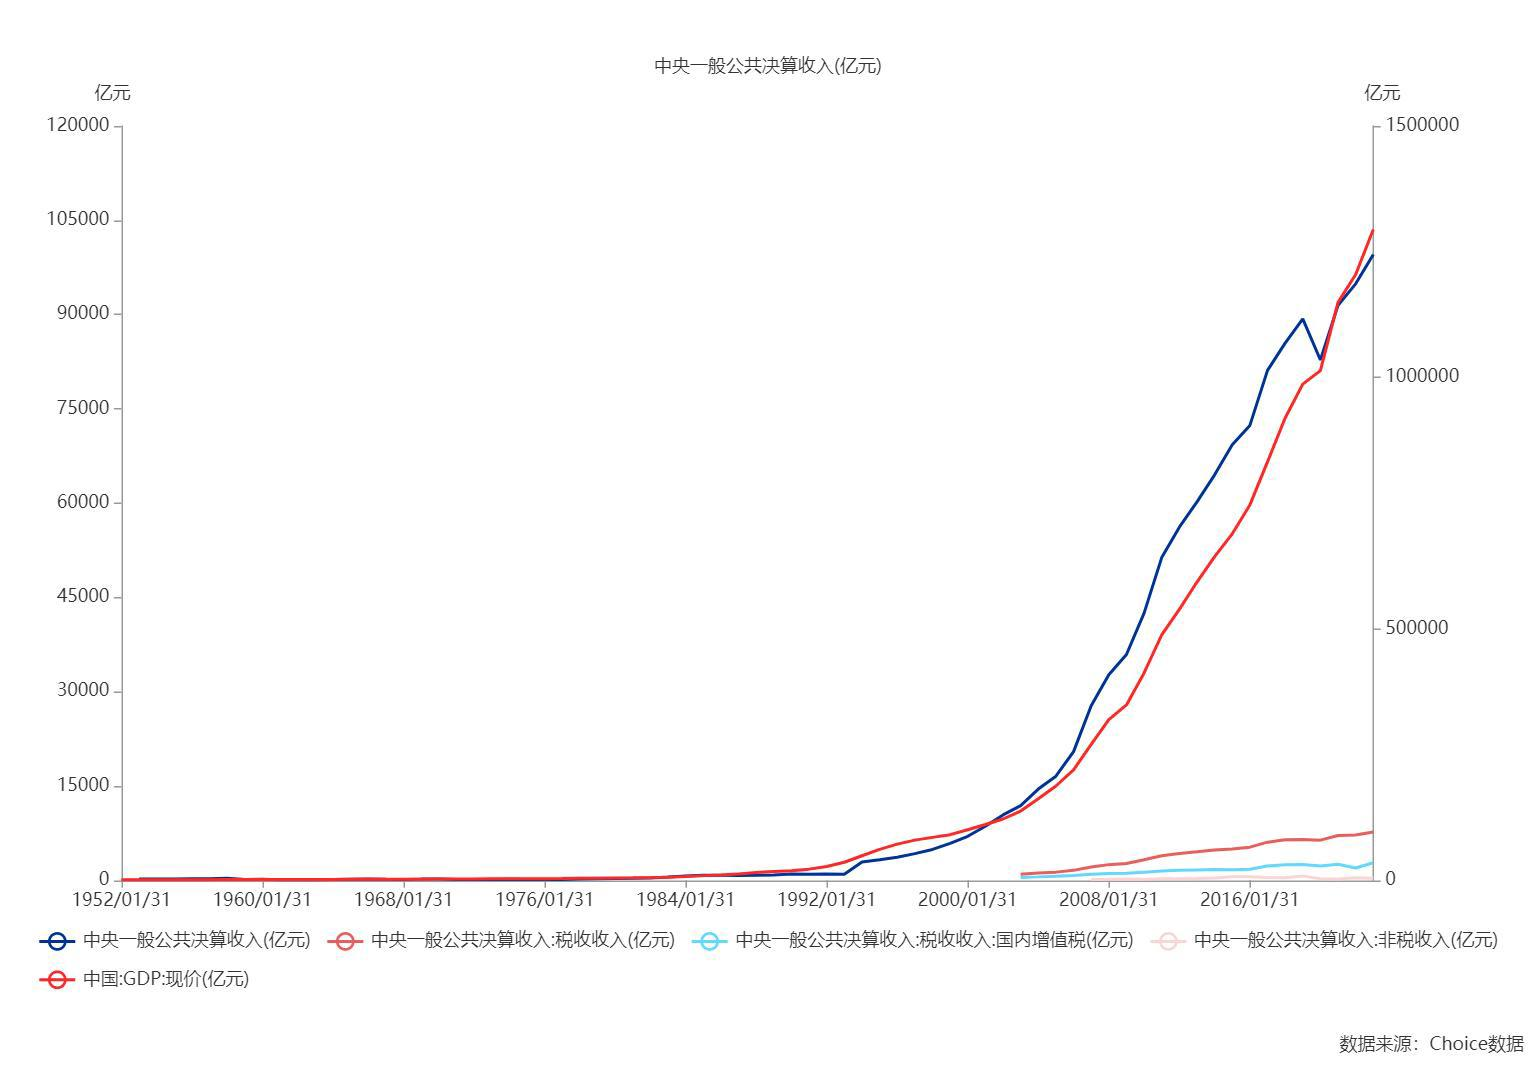 中央一般公共决算收入(亿元)
亿元
亿元
120000
1500000
105000
90000
1000000
75000
60000
500000
45000
30000
15000
0
0
1952/01/31
1960/01/31
1968/01/31
1976/01/31
1984/01/31
1992/01/31
2000/01/31
2008/01/31
2016/01/31
中央一般公共决算收入(亿元)
中央一般公共决算收入:税收收入(亿元)
中央一般公共决算收入:税收收入:国内增值税(亿元)
中央一般公共决算收入:非税收入(亿元)
中国:GDP:现价(亿元)
数据来源：Choice数据